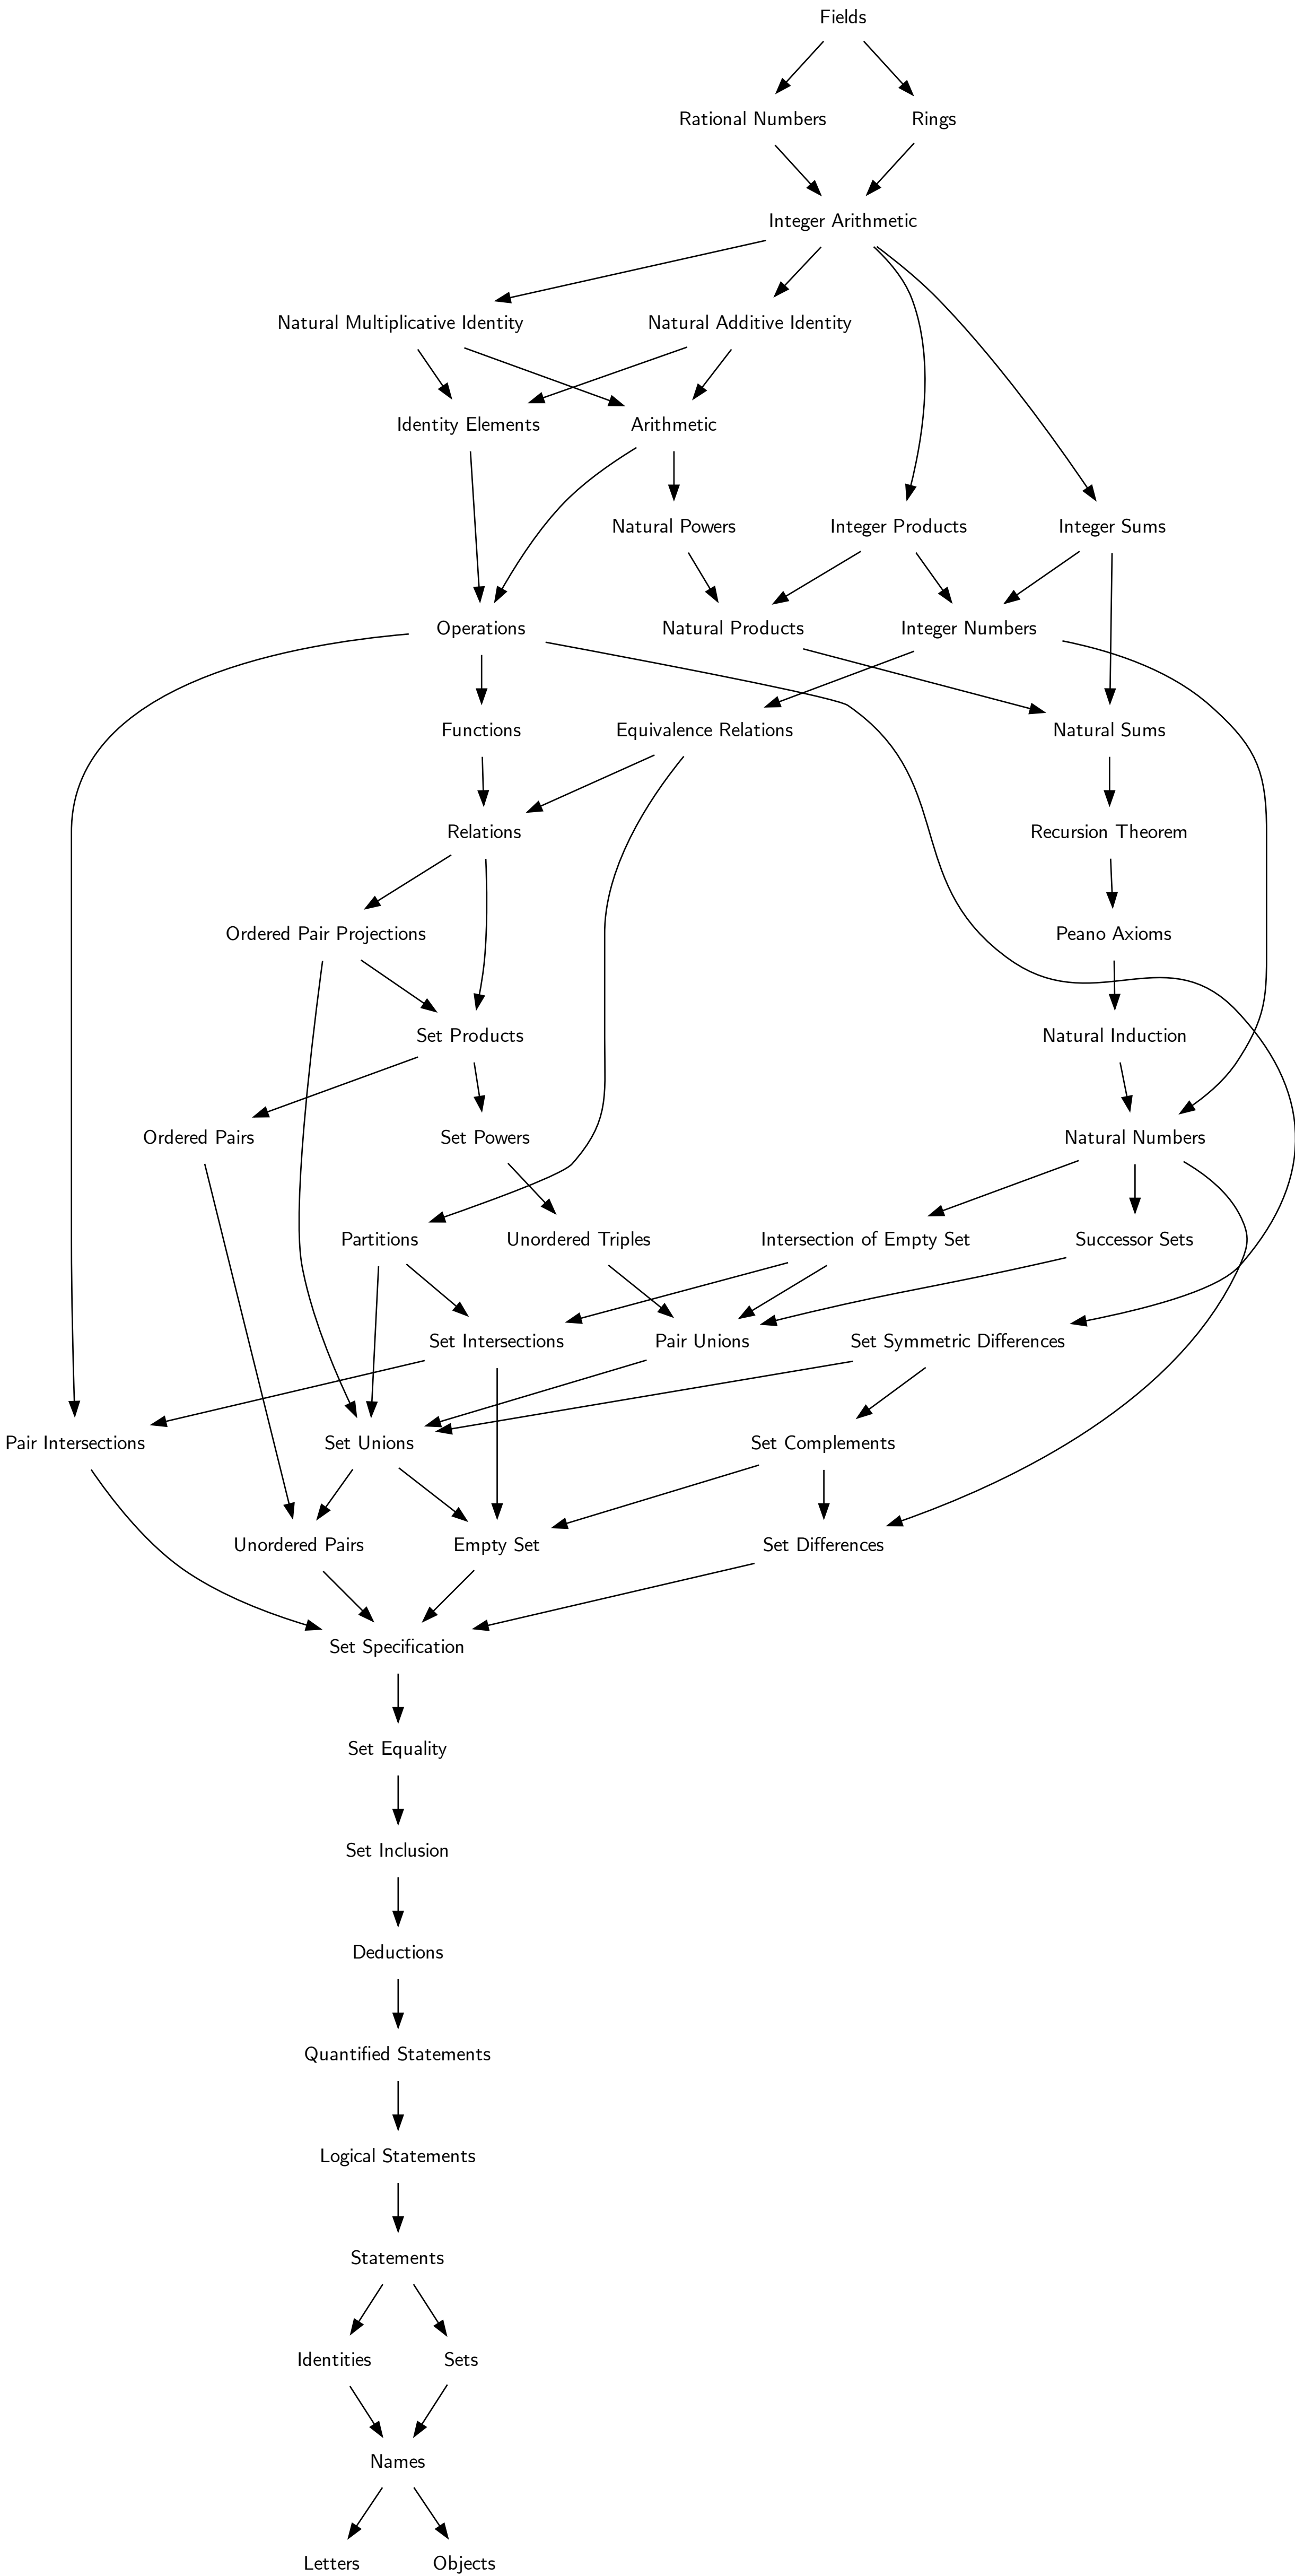 Fields
Rational Numbers
Rings
Integer Arithmetic
Natural Multiplicative Identity
Natural Additive Identity
Identity Elements
Arithmetic
Natural Powers
Integer Products
Integer Sums
Operations
Natural Products
Integer Numbers
Functions
Equivalence Relations
Natural Sums
Relations
Recursion Theorem
Ordered Pair Projections
Peano Axioms
Set Products
Natural Induction
Ordered Pairs
Set Powers
Natural Numbers
Partitions
Unordered Triples
Intersection of Empty Set
Successor Sets
Set Intersections
Pair Unions
Set Symmetric Differences
Pair Intersections
Set Unions
Set Complements
Unordered Pairs
Empty Set
Set Differences
Set Specification
Set Equality
Set Inclusion
Deductions
Quantified Statements
Logical Statements
Statements
Identities
Sets
Names
Letters
Objects